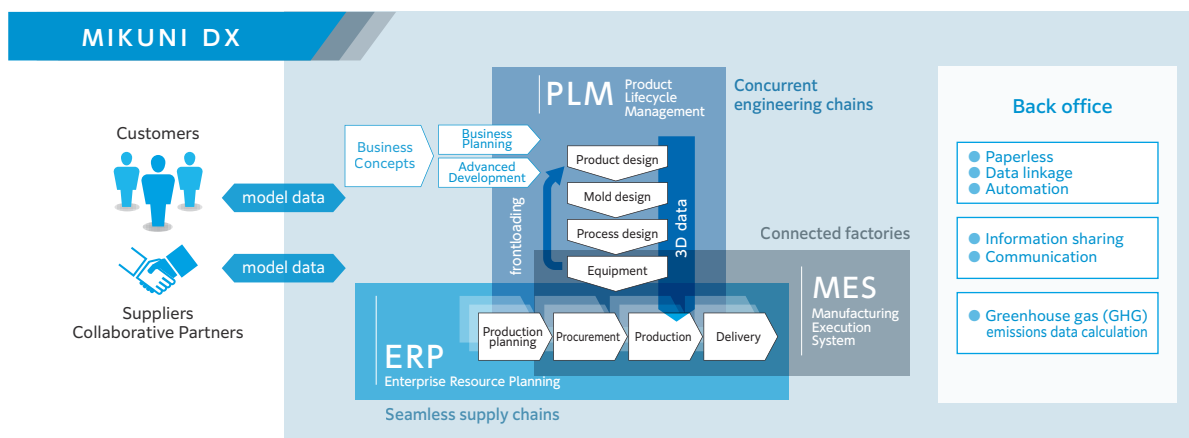 MIKUNI DX
Customers
model data
model data
Suppliers
Collaborative Partners
Business
Concepts
Business
Planning
Advanced
Development
PLM
Product
Lifecycle
Management
Concurrent
engineering chains
Product design
Mold design
Process design
Equipment
frontloading
3D data
Connected factories
MES
Manufacturing
Execution
System
Production
planning
Procurement
Production
Delivery
ERP
Enterprise Resource Planning
Seamless supply chains
Back office
Paperless
Data linkage
Automation
Information sharing
Communication
Greenhouse gas (GHG)
emissions data calculation